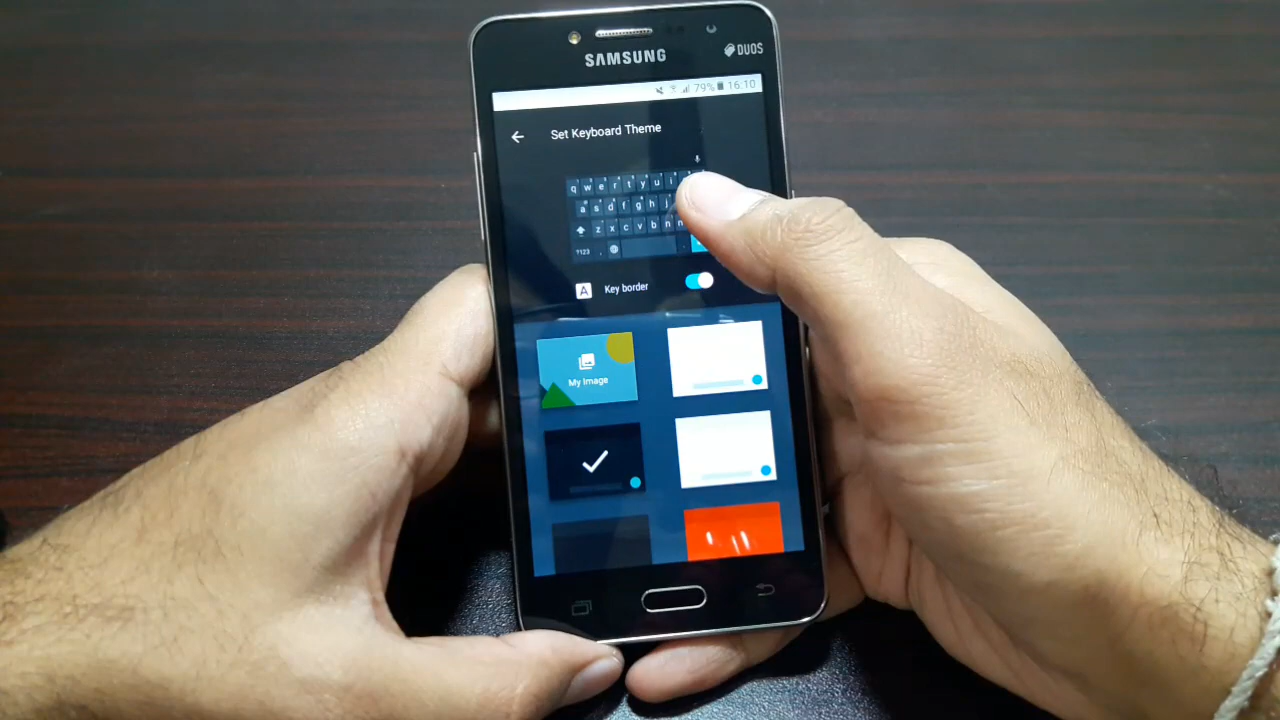 SAMSUNG
DUOS
79% 16:10
Set Keyboard Theme
q w e r t y u i
a s d f g h j
z x c v b n
?123 , .
A Key border
My Image